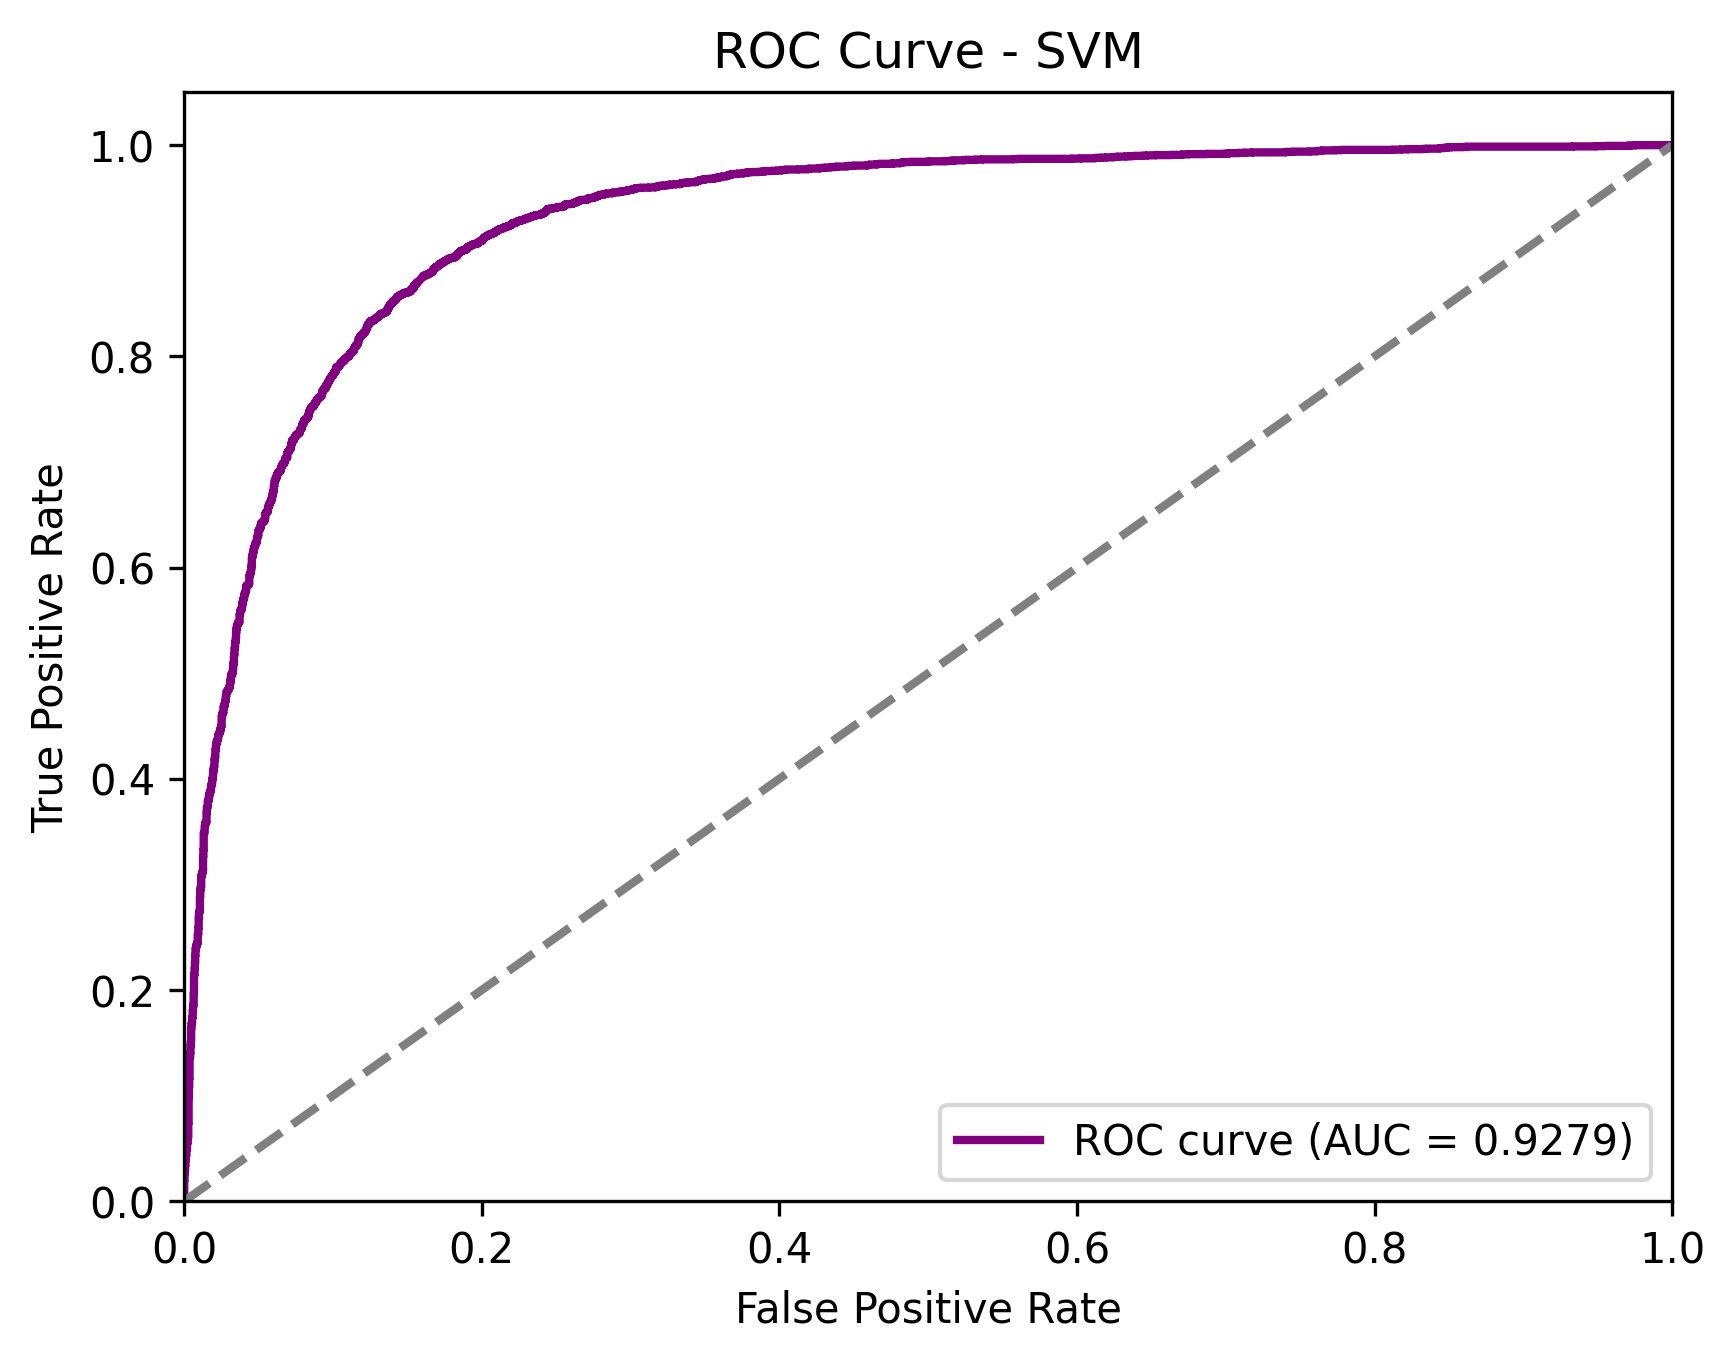 ROC Curve - SVM
1.0
0.8
0.6
0.4
0.2
0.0
True Positive Rate
0.0 0.2 0.4 0.6 0.8 1.0
False Positive Rate
ROC curve (AUC = 0.9279)